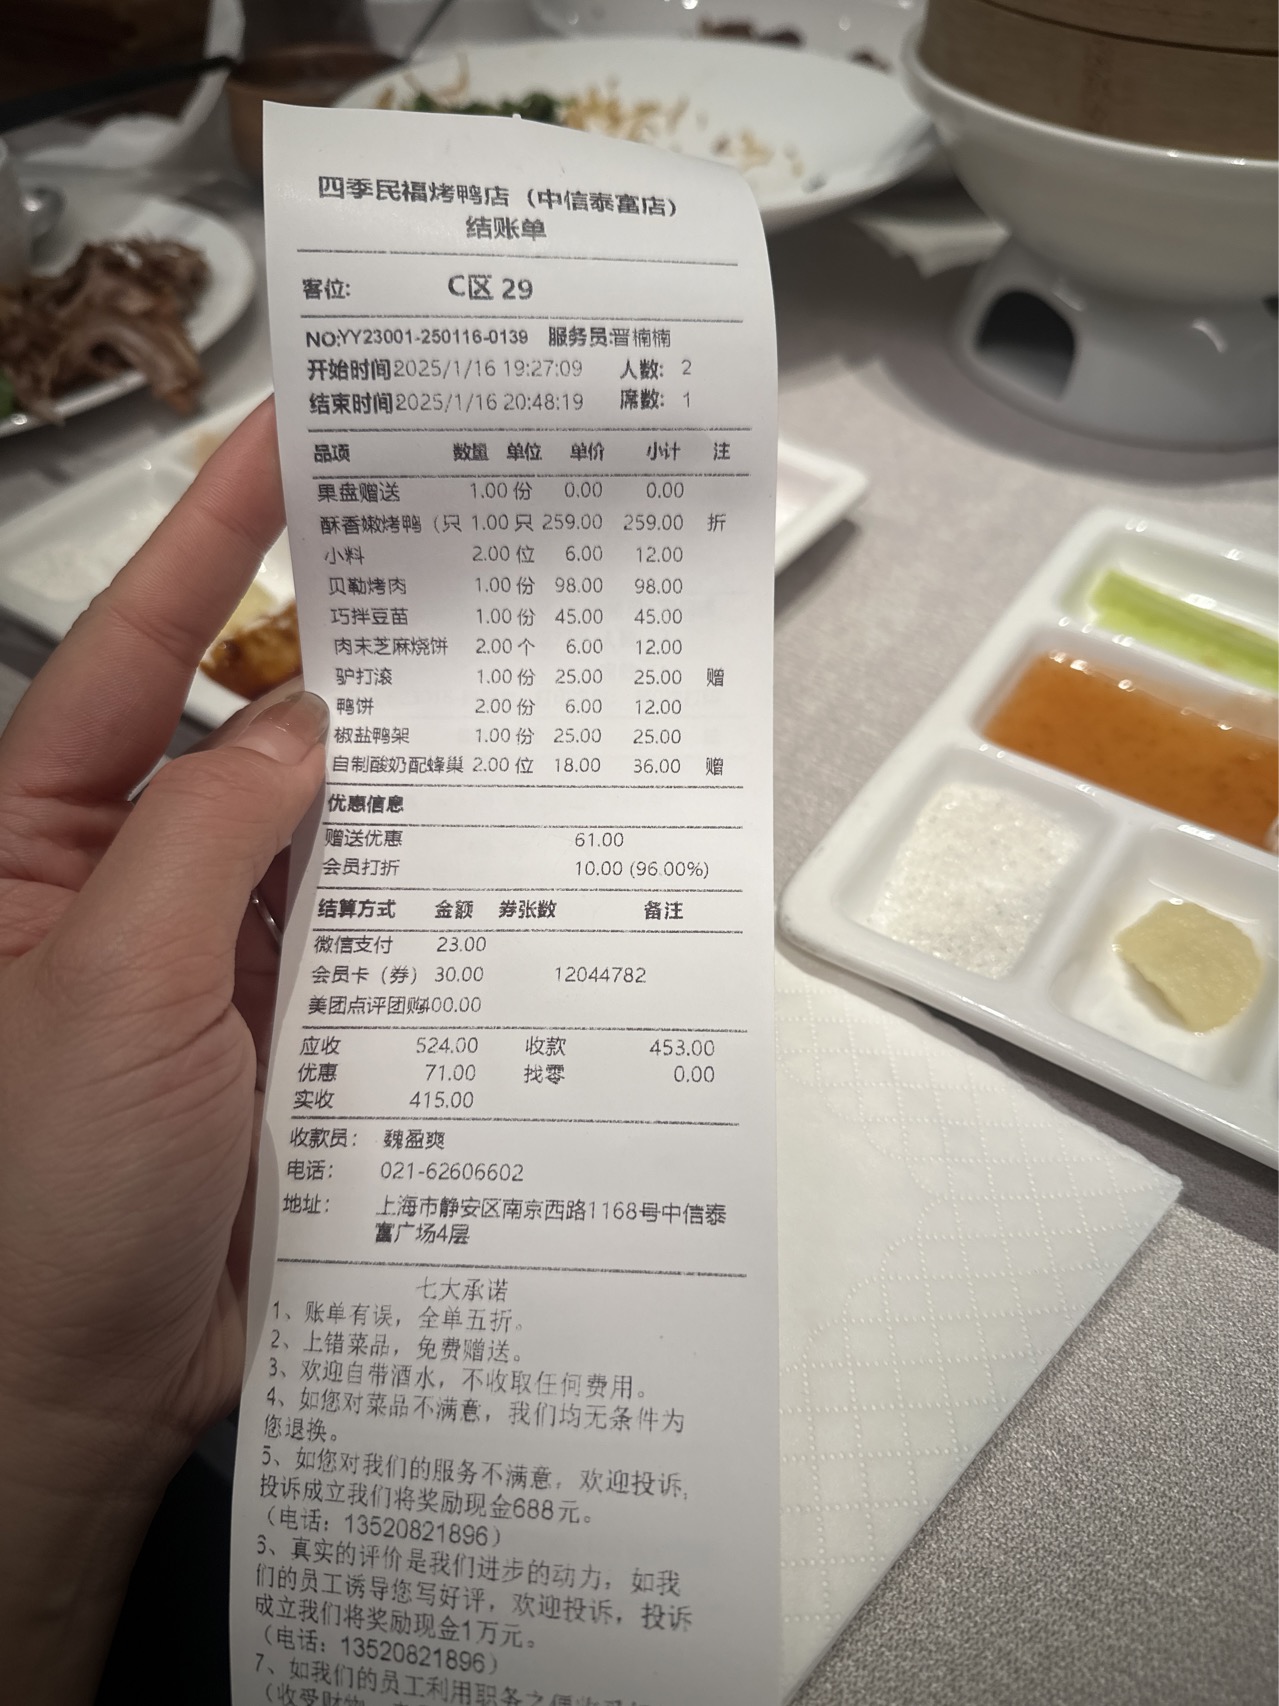 四季民福烤鸭店（中信泰富店）
结账单
客位: C区 29
NO:YY23001-250116-0139 服务员:晋楠楠
开始时间2025/1/16 19:27:09 人数: 2
结束时间2025/1/16 20:48:19 席数: 1
品项 数量 单位 单价 小计 注
果盘赠送 1.00 份 0.00 0.00
酥香嫩烤鸭（只 1.00 只 259.00 259.00 折
小料 2.00 位 6.00 12.00
贝勒烤肉 1.00 份 98.00 98.00
巧拌豆苗 1.00 份 45.00 45.00
肉末芝麻烧饼 2.00 个 6.00 12.00
驴打滚 1.00 份 25.00 25.00 赠
鸭饼 2.00 份 6.00 12.00
椒盐鸭架 1.00 份 25.00 25.00
自制酸奶配蜂巢 2.00 位 18.00 36.00 赠
优惠信息
赠送优惠 61.00
会员打折 10.00 (96.00%)
结算方式 金额 券张数 备注
微信支付 23.00
会员卡（券） 30.00 12044782
美团点评团购400.00
应收 524.00 收款 453.00
优惠 71.00 找零 0.00
实收 415.00
收款员: 魏盈爽
电话: 021-62606602
地址: 上海市静安区南京西路1168号中信泰
富广场4层
七大承诺
1、账单有误，全单五折。
2、上错菜品，免费赠送。
3、欢迎自带酒水，不收取任何费用。
4、如您对菜品不满意，我们均无条件为
您退换。
5、如您对我们的服务不满意，欢迎投诉，
投诉成立我们将奖励现金688元。
（电话：13520821896）
6、真实的评价是我们进步的动力，如我
们的员工诱导您写好评，欢迎投诉，投诉
成立我们将奖励现金1万元。
（电话：13520821896）
7、如我们的员工利用职务之便收
（收受财